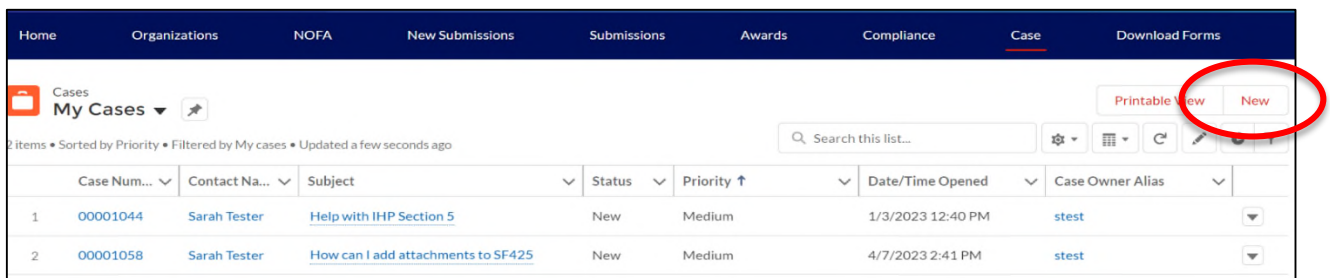 Home Organizations NOFA New Submissions Submissions Awards Compliance Case Download Forms
Cases
My Cases
Printable View New
2 items • Sorted by Priority • Filtered by My cases • Updated a few seconds ago
Search this list...
Case Num... Contact Na... Subject Status Priority Date/Time Opened Case Owner Alias
1 00001044 Sarah Tester Help with IHP Section 5 New Medium 1/3/2023 12:40 PM stest
2 00001058 Sarah Tester How can I add attachments to SF425 New Medium 4/7/2023 2:41 PM stest